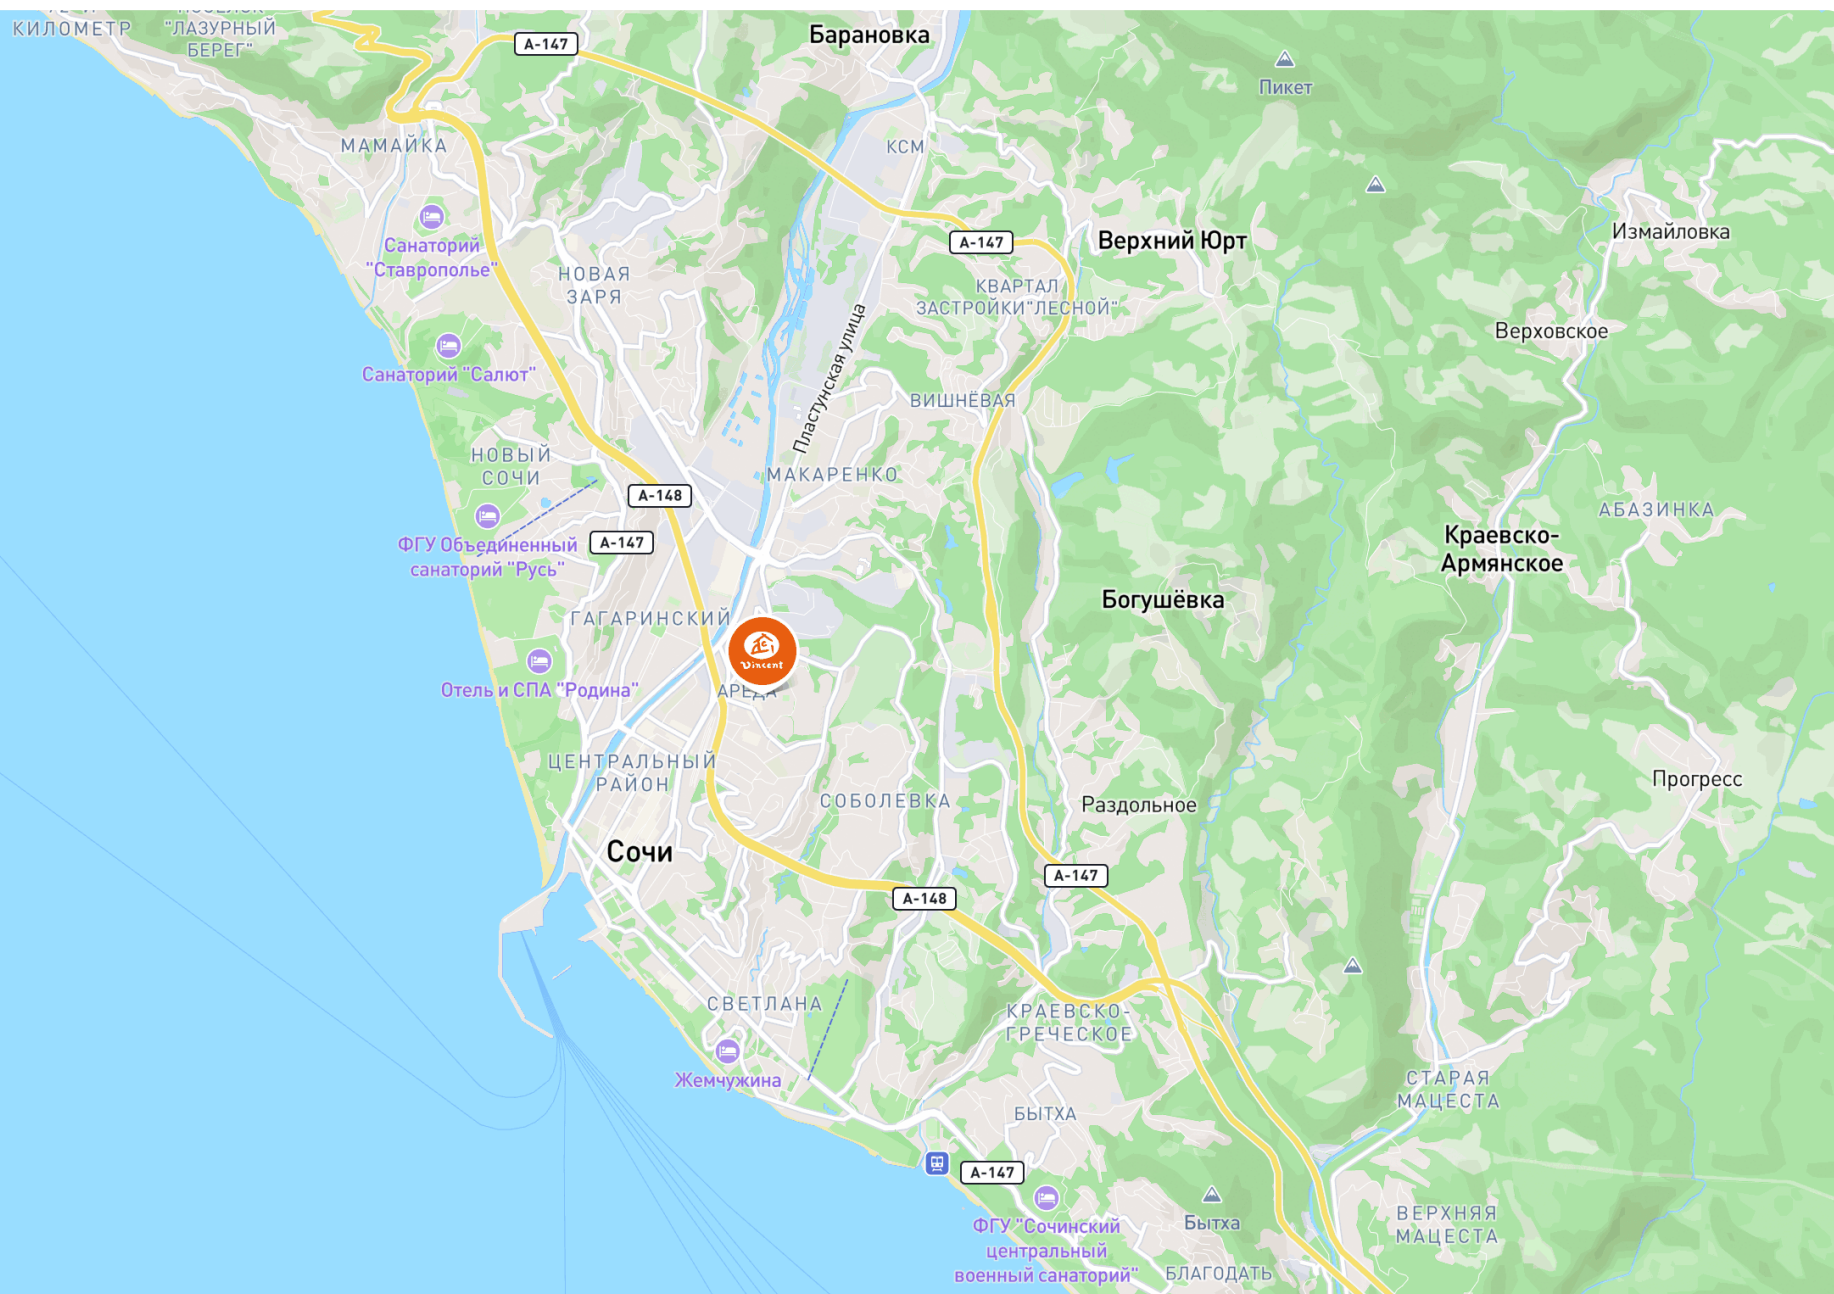 КИЛОМЕТР
"ЛАЗУРНЫЙ
БЕРЕГ"
А-147
Барановка
Пикет
МАМАЙКА
КСМ
Санаторий
"Ставрополье"
НОВАЯ
ЗАРЯ
А-147
Верхний Юрт
Измайловка
КВАРТАЛ
ЗАСТРОЙКИ"ЛЕСНОЙ"
Верховское
Санаторий "Салют"
Пластунская улица
ВИШНЁВАЯ
НОВЫЙ
СОЧИ
МАКАРЕНКО
А-148
АБАЗИНКА
ФГУ Объединенный
санаторий "Русь"
А-147
Краевско-
Армянское
Богушёвка
ГАГАРИНСКИЙ
Vincent
Отель и СПА "Родина"
АРЕДА
ЦЕНТРАЛЬНЫЙ
РАЙОН
СОБОЛЕВКА
Раздольное
Прогресс
Сочи
А-147
А-148
СВЕТЛАНА
КРАЕВСКО-
ГРЕЧЕСКОЕ
Жемчужина
СТАРАЯ
МАЦЕСТА
БЫТХА
А-147
ФГУ "Сочинский
центральный
военный санаторий"
Бытха
ВЕРХНЯЯ
МАЦЕСТА
БЛАГОДАТЬ